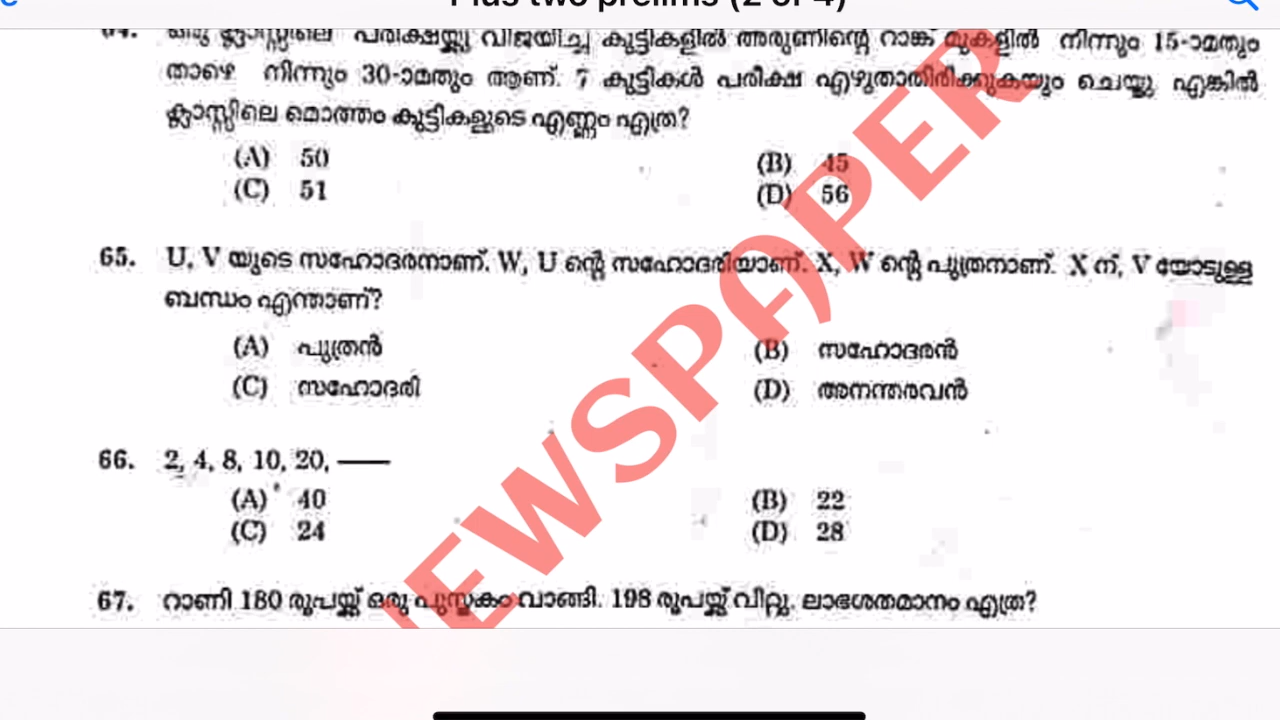 Plus two prelims (2 of 4)
64. ഒരു ക്ലാസ്സിലെ പരീക്ഷയ്ക്കു വിജയിച്ച കുട്ടികളിൽ അരുണിന്റെ റാങ്ക് മുകളിൽ നിന്നും 15-ാമതും
താഴെ നിന്നും 30-ാമതും ആണ്. 7 കുട്ടികൾ പരീക്ഷ എഴുതാതിരിക്കുകയും ചെയ്തു. എങ്കിൽ
ക്ലാസ്സിലെ മൊത്തം കുട്ടികളുടെ എണ്ണം എത്ര?
(A) 50 (B) 45
(C) 51 (D) 56
65. U, V യുടെ സഹോദരനാണ്. W, U ന്റെ സഹോദരിയാണ്. X, W ന്റെ പുത്രനാണ്. X ന്, V യോടുള്ള
ബന്ധം എന്താണ്?
(A) പുത്രൻ (B) സഹോദരൻ
(C) സഹോദരി (D) അനന്തരവൻ
66. 2, 4, 8, 10, 20, ——
(A) 40 (B) 22
(C) 24 (D) 28
67. റാണി 180 രൂപയ്ക്ക് ഒരു പുസ്തകം വാങ്ങി. 198 രൂപയ്ക്ക് വിറ്റു. ലാഭശതമാനം എത്ര?
EWSPAPER